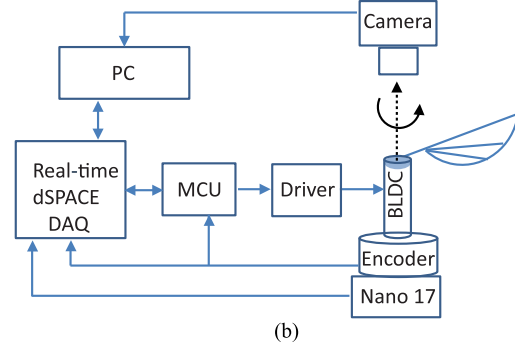 Camera
PC
Real-time
dSPACE
DAQ
MCU
Driver
BLDC
Encoder
Nano 17
(b)